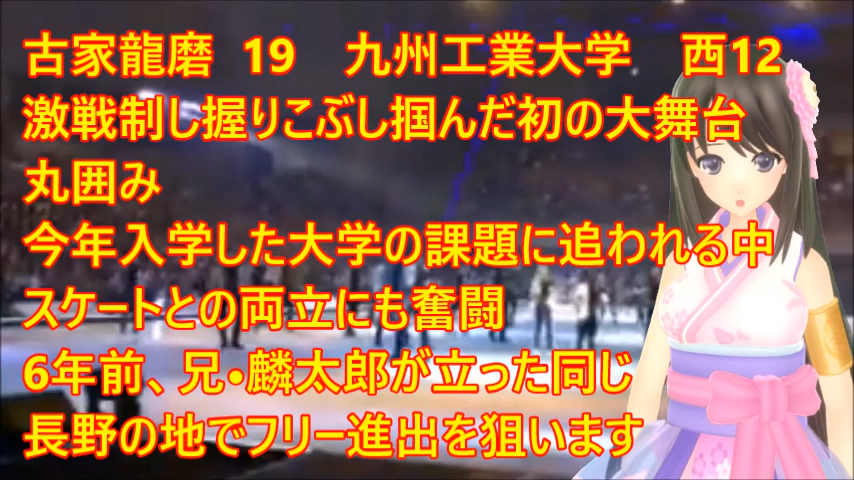 古家龍磨 19 九州工業大学 西12
激戦制し握りこぶし掴んだ初の大舞台
丸囲み
今年入学した大学の課題に追われる中
スケートとの両立にも奮闘
6年前、兄•麟太郎が立った同じ
長野の地でフリー進出を狙います